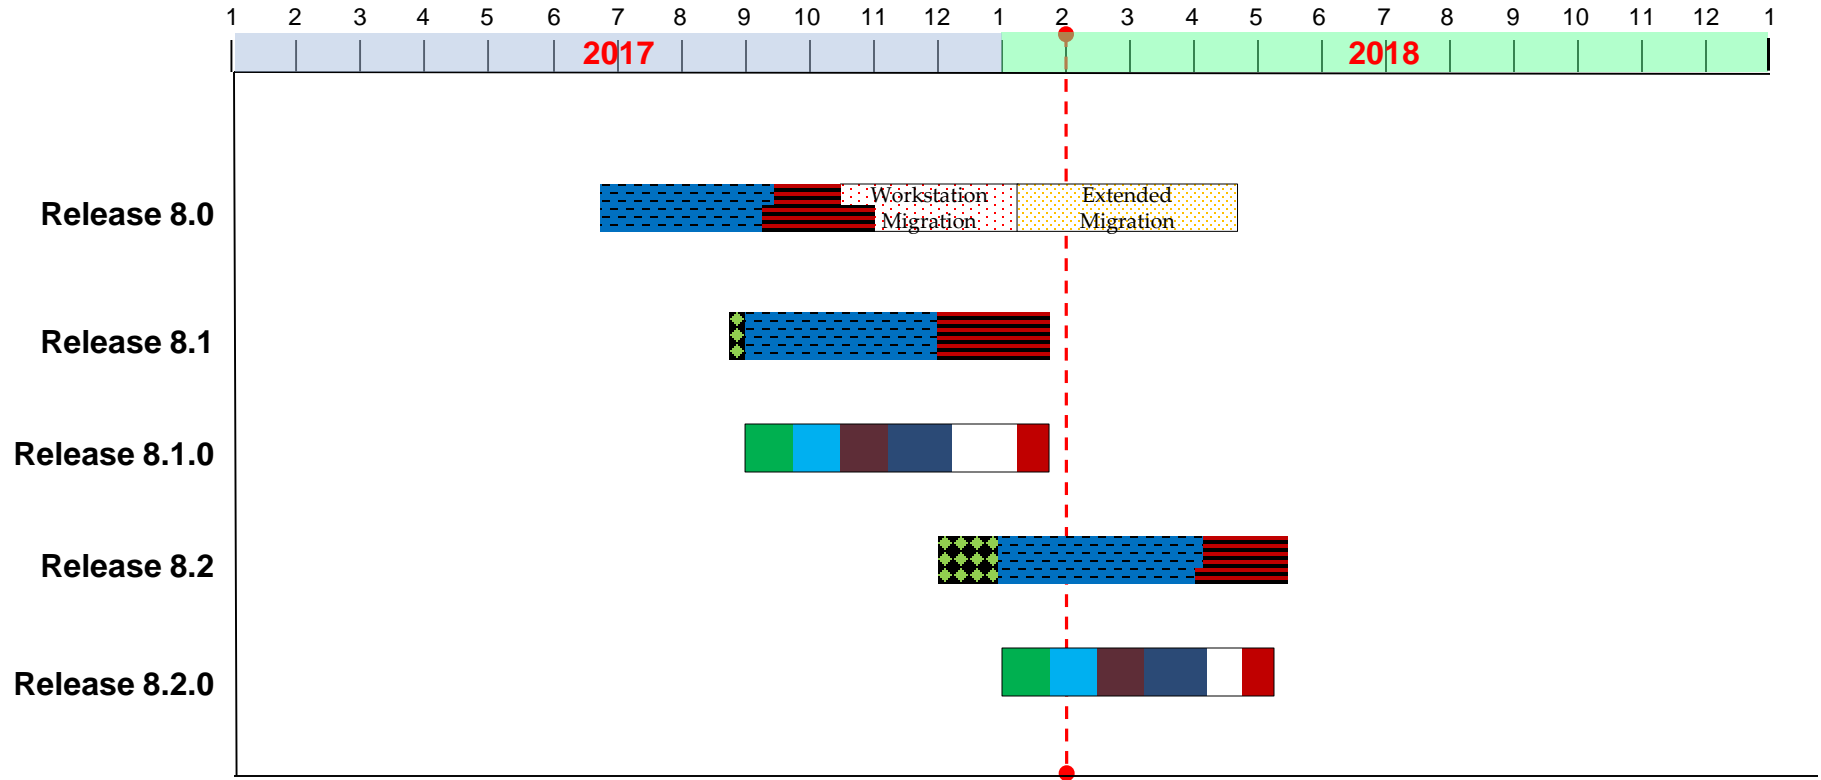 1 2 3 4 5 6 7 8 9 10 11 12 1 2 3 4 5 6 7 8 9 10 11 12 1
2017 2018
Release 8.0
Workstation
Migration
Extended
Migration
Release 8.1
Release 8.1.0
Release 8.2
Release 8.2.0